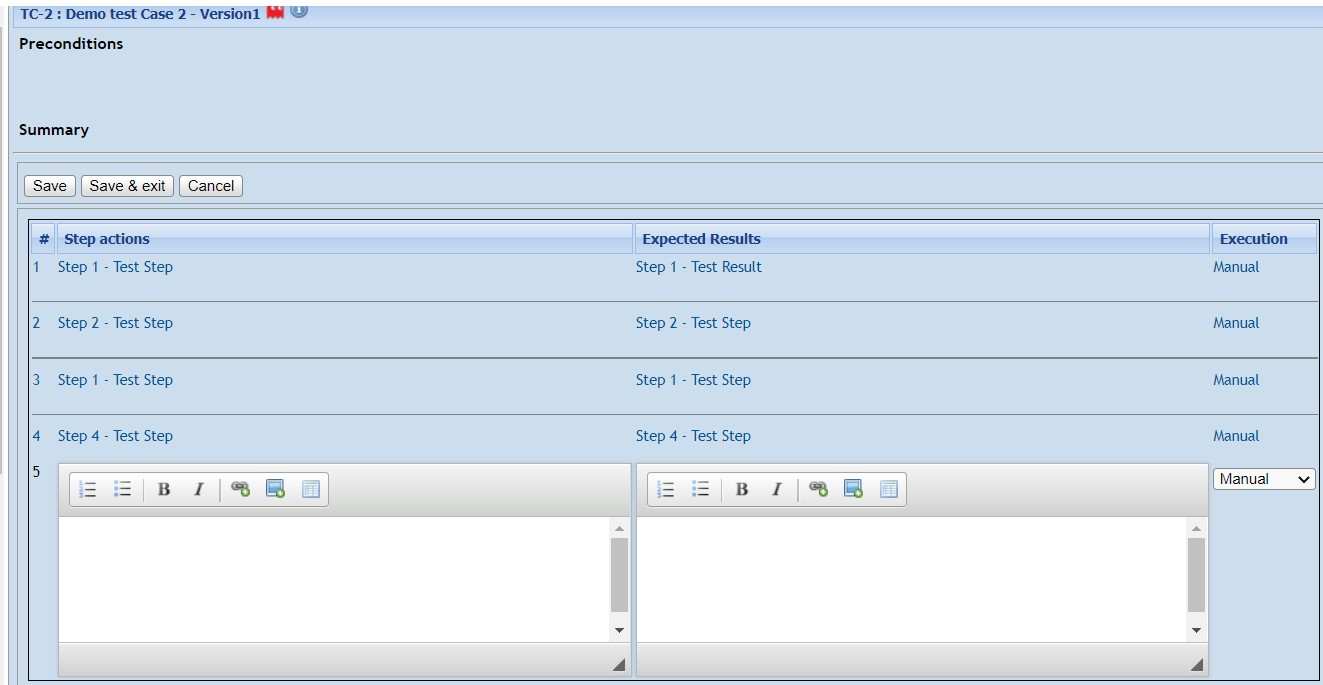 TC-2 : Demo test Case 2 - Version1
Preconditions
Summary
Save Save & exit Cancel
# Step actions Expected Results Execution
1 Step 1 - Test Step Step 1 - Test Result Manual
2 Step 2 - Test Step Step 2 - Test Step Manual
3 Step 1 - Test Step Step 1 - Test Step Manual
4 Step 4 - Test Step Step 4 - Test Step Manual
5 B I B I Manual